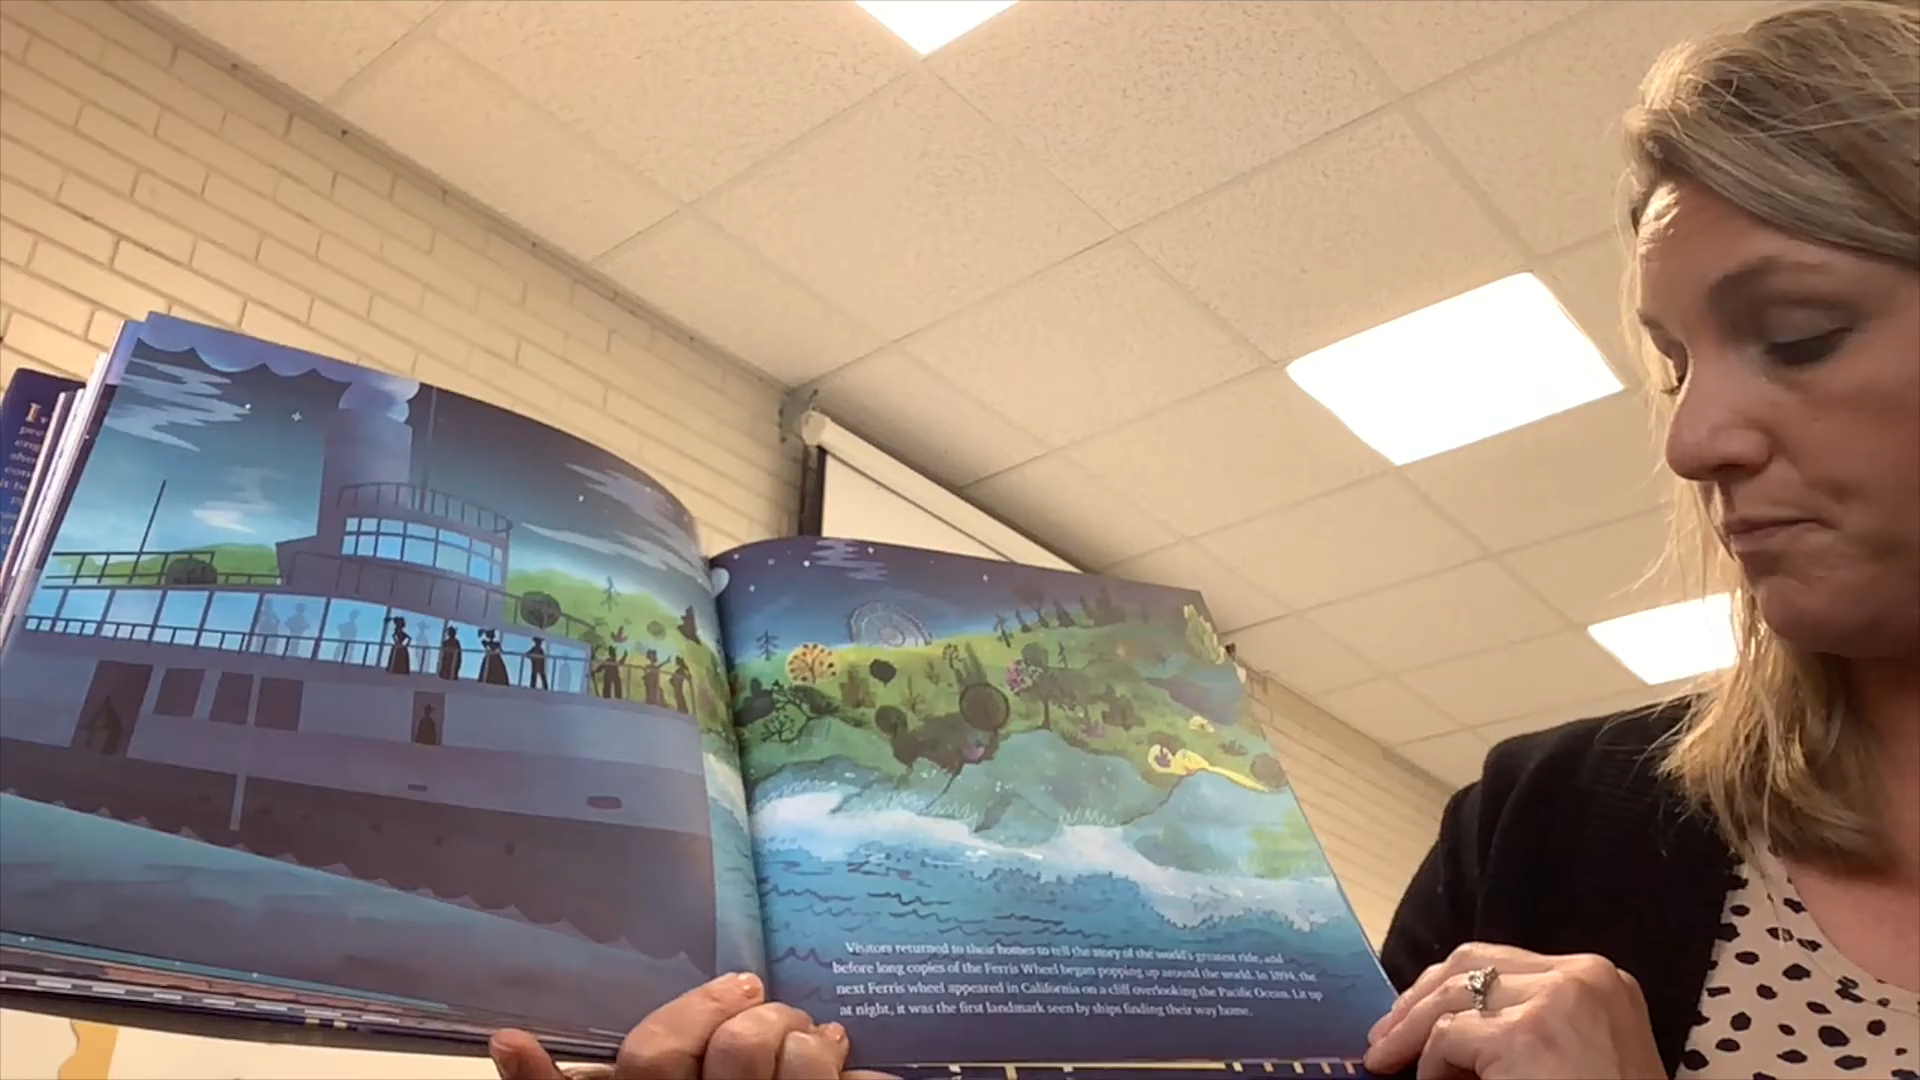 I
pre
Visitors returned to their homes to tell the story of the world's greatest ride, and
before long copies of the Ferris Wheel began popping up around the world. In 1894, the
next Ferris wheel appeared in California on a cliff overlooking the Pacific Ocean. Lit up
at night, it was the first landmark seen by ships finding their way home.